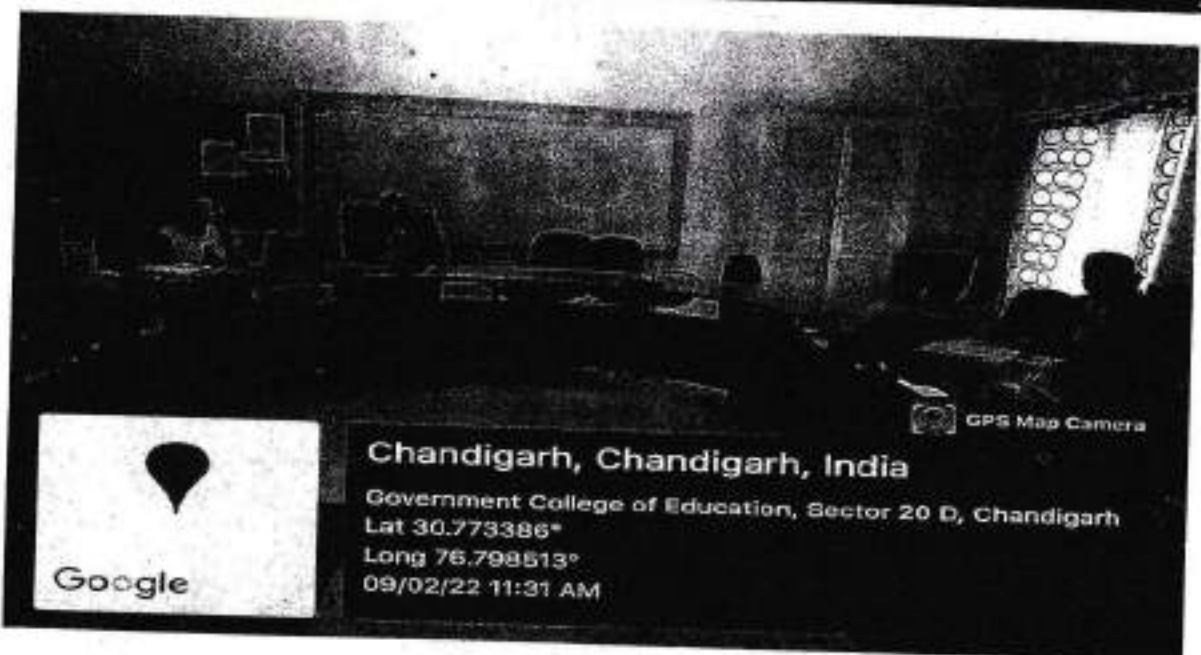 GPS Map Camera
Chandigarh, Chandigarh, India
Government College of Education, Sector 20 D, Chandigarh
Lat 30.773386°
Long 76.798513°
09/02/22 11:31 AM
Google